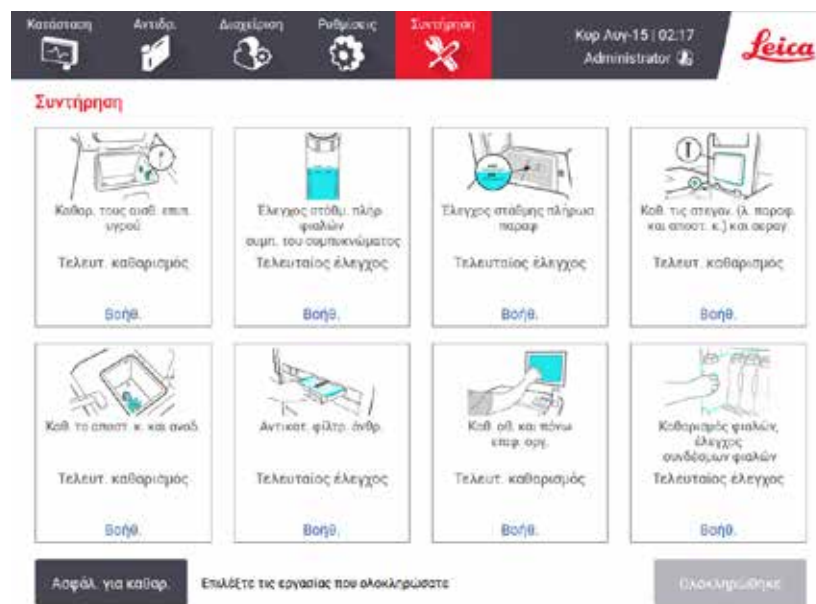 Κατάσταση
Αντιδρ.
Διαχείριση
Ρυθμίσεις
Συντήρηση
Κυρ Αυγ-15 | 02:17
Administrator
Leica
Συντήρηση
Καθαρ. τους αισθ. επιπ.
υγρού
Τελευτ. καθαρισμός
Βοήθ.
Έλεγχος στάθμ. πλήρ
φιαλών
συμπ. του συμπυκνώματος
Τελευταίος έλεγχος
Βοήθ.
Έλεγχος στάθμης πλήρωσ
παραφ
Τελευταίος έλεγχος
Βοήθ.
Καθ. τις στεγαν. (λ. παραφ.
και αποστ. κ.) και αεραγ
Τελευτ. καθαρισμός
Βοήθ.
Καθ. το αποστ. κ. και αναδ.
Τελευτ. καθαρισμός
Βοήθ.
Αντικατ. φίλτρ. άνθρ.
Τελευταίος έλεγχος
Βοήθ.
Καθ. οθ. και πάνω
επιφ. οργ.
Τελευτ. καθαρισμός
Βοήθ.
Καθαρισμός φιαλών,
έλεγχος
συνδέσμων φιαλών
Τελευταίος έλεγχος
Βοήθ.
Ασφάλ. για καθαρ.
Επιλέξτε τις εργασίας που ολοκληρώσατε
Ολοκληρώθηκε